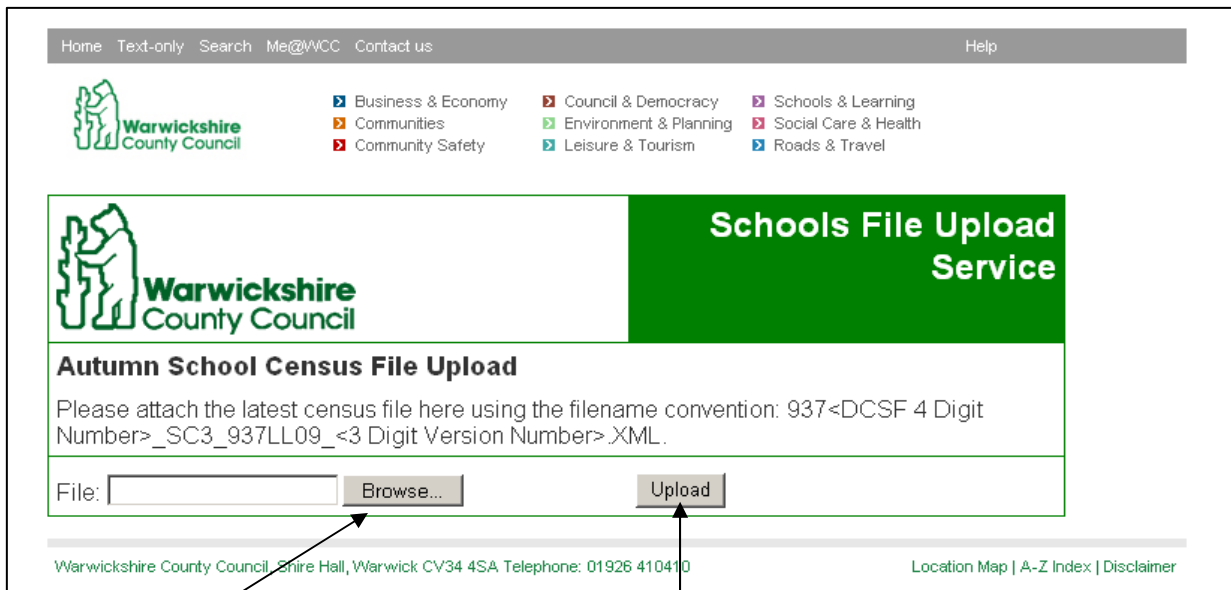 Home Text-only Search Me@WCC Contact us Help
Warwickshire
County Council
Business & Economy Council & Democracy Schools & Learning
Communities Environment & Planning Social Care & Health
Community Safety Leisure & Tourism Roads & Travel
Warwickshire
County Council
Schools File Upload
Service
Autumn School Census File Upload
Please attach the latest census file here using the filename convention: 937<DCSF 4 Digit
Number>_SC3_937LL09_<3 Digit Version Number>.XML.
File: Browse... Upload
Warwickshire County Council, Shire Hall, Warwick CV34 4SA Telephone: 01926 410410 Location Map | A-Z Index | Disclaimer